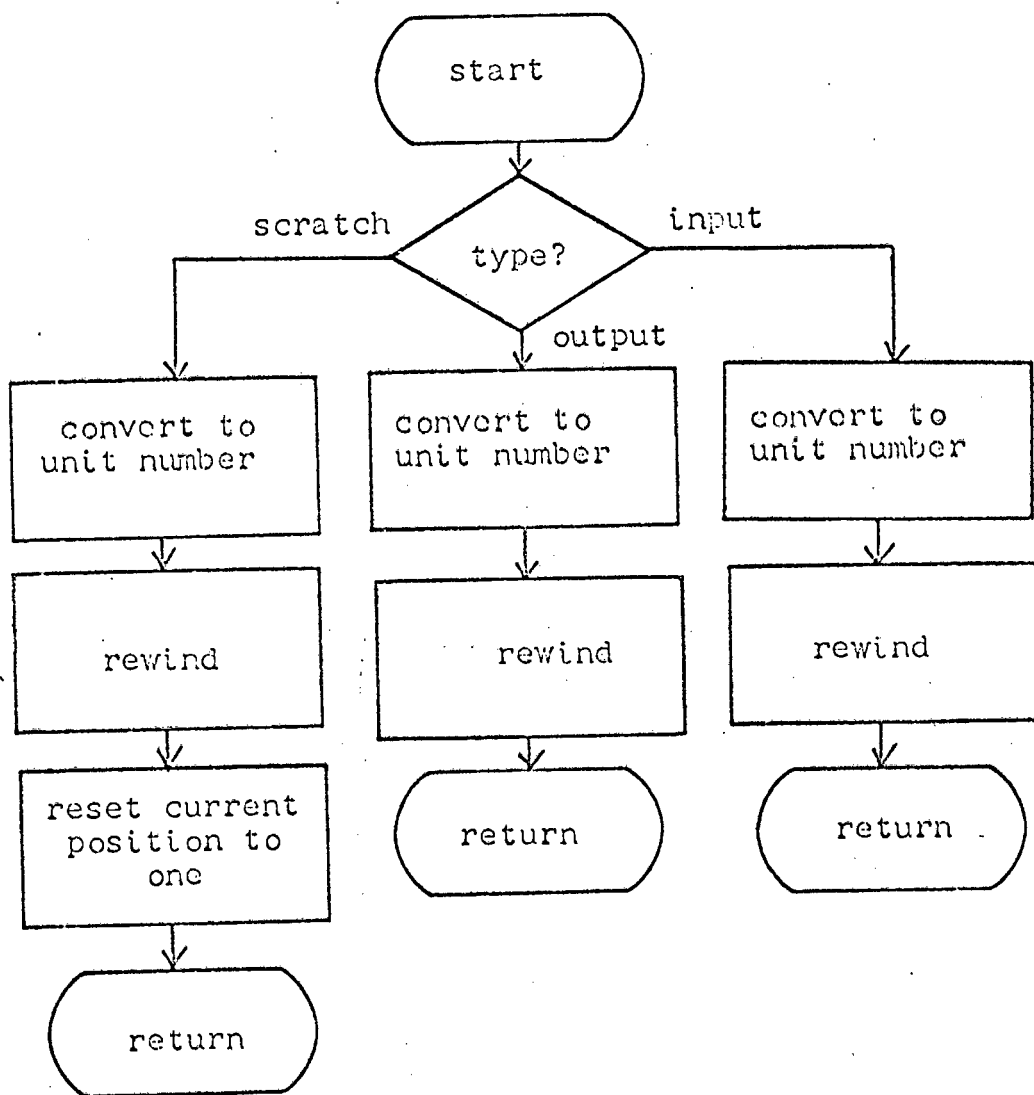 start
scratch
type?
input
output
convert to
unit number
convert to
unit number
convert to
unit number
rewind
rewind
rewind
reset current
position to
one
return
return
return